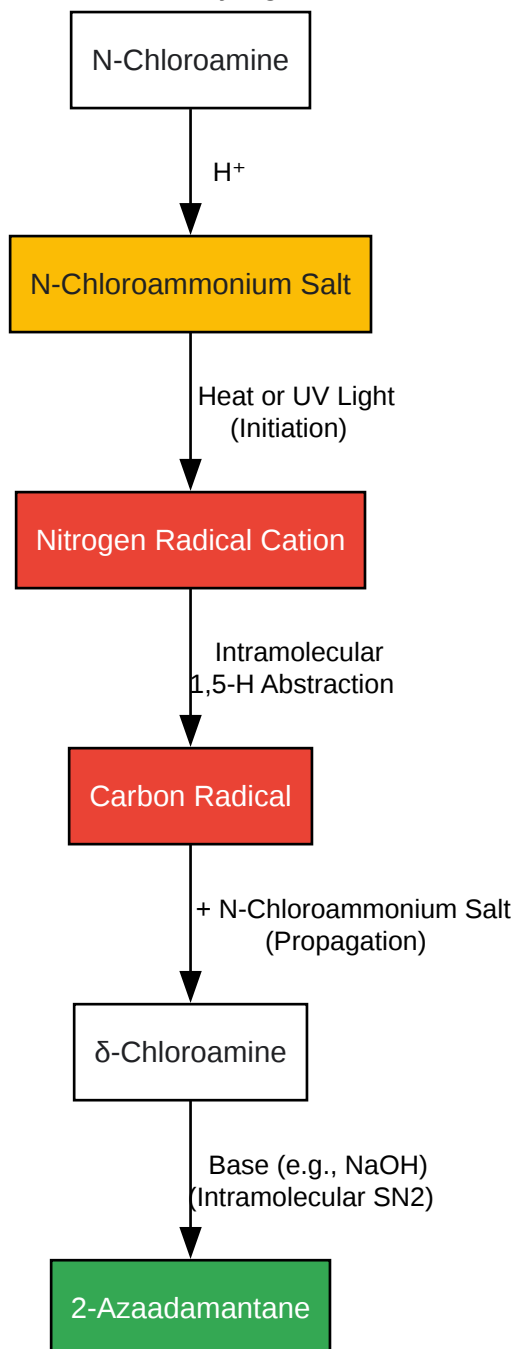 N-Chloroamine
H⁺
N-Chloroammonium Salt
Heat or UV Light
(Initiation)
Nitrogen Radical Cation
Intramolecular
1,5-H Abstraction
Carbon Radical
+ N-Chloroammonium Salt
(Propagation)
δ-Chloroamine
Base (e.g., NaOH)
(Intramolecular SN2)
2-Azaadamantane